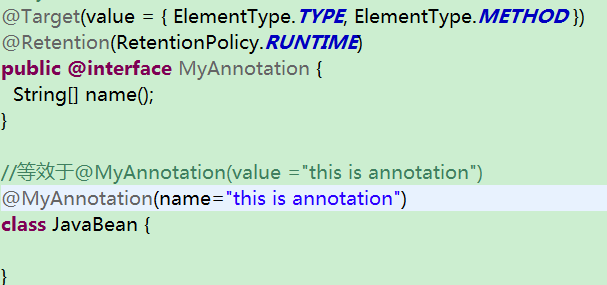 @Target(value = { ElementType.TYPE, ElementType.METHOD })
@Retention(RetentionPolicy.RUNTIME)
public @interface MyAnnotation {
String[] name();
}
//等效于@MyAnnotation(value ="this is annotation")
@MyAnnotation(name="this is annotation")
class JavaBean {
}